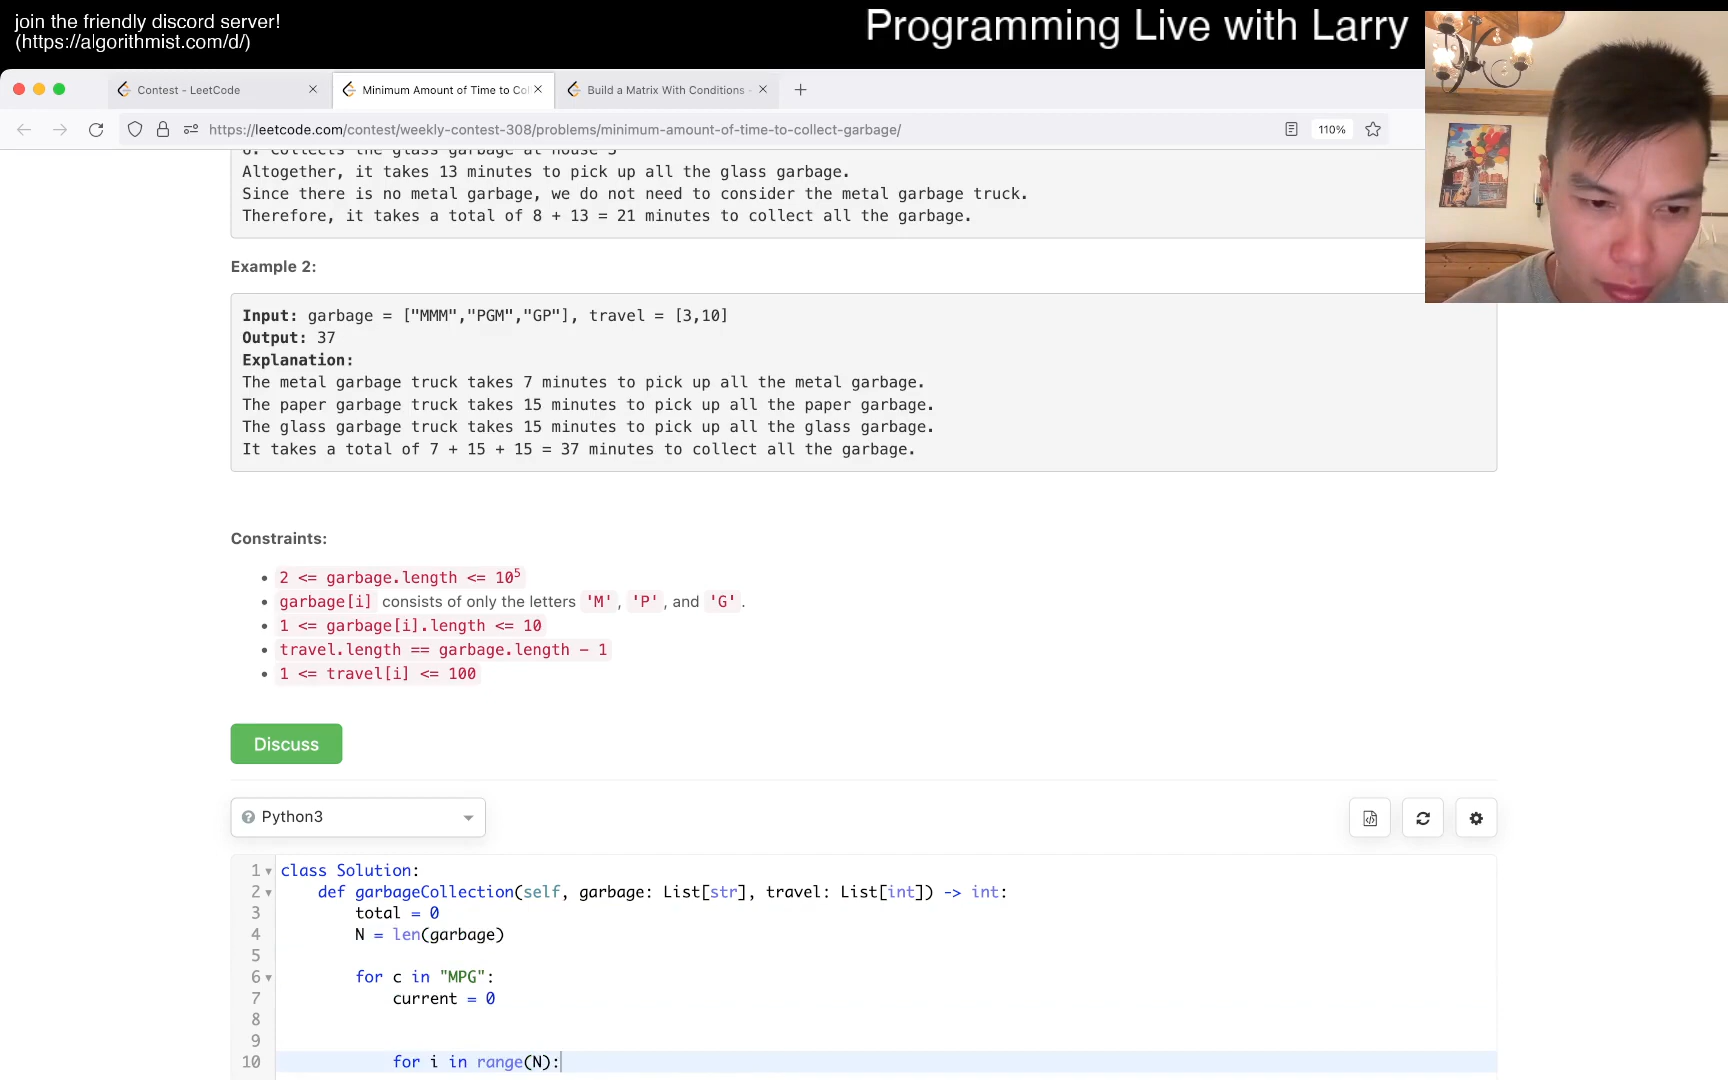 join the friendly discord server!
(https://algorithmist.com/d/)
Programming Live with Larry
Contest - LeetCode
Minimum Amount of Time to Col
Build a Matrix With Conditions -
https://leetcode.com/contest/weekly-contest-308/problems/minimum-amount-of-time-to-collect-garbage/
110%
6. Collects the glass garbage at house 3
Altogether, it takes 13 minutes to pick up all the glass garbage.
Since there is no metal garbage, we do not need to consider the metal garbage truck.
Therefore, it takes a total of 8 + 13 = 21 minutes to collect all the garbage.
Example 2:
Input: garbage = ["MMM","PGM","GP"], travel = [3,10]
Output: 37
Explanation:
The metal garbage truck takes 7 minutes to pick up all the metal garbage.
The paper garbage truck takes 15 minutes to pick up all the paper garbage.
The glass garbage truck takes 15 minutes to pick up all the glass garbage.
It takes a total of 7 + 15 + 15 = 37 minutes to collect all the garbage.
Constraints:
• 2 <= garbage.length <= 10⁵
• garbage[i] consists of only the letters 'M', 'P', and 'G'.
• 1 <= garbage[i].length <= 10
• travel.length == garbage.length - 1
• 1 <= travel[i] <= 100
Discuss
Python3
1 class Solution:
2     def garbageCollection(self, garbage: List[str], travel: List[int]) -> int:
3         total = 0
4         N = len(garbage)
5
6         for c in "MPG":
7             current = 0
8
9
10             for i in range(N):